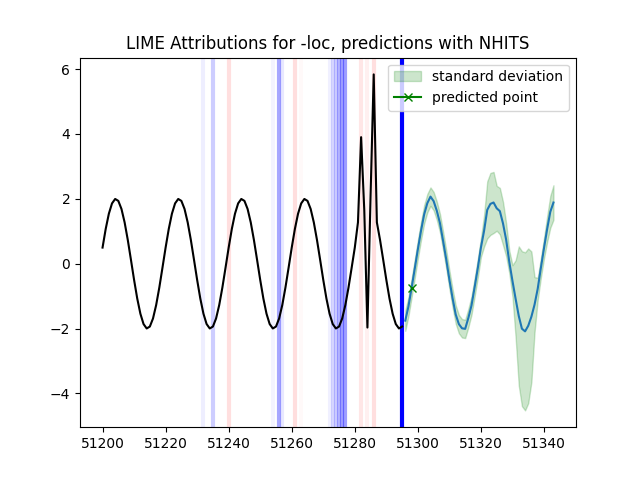 LIME Attributions for -loc, predictions with NHITS
standard deviation
predicted point
6
4
2
0
−2
−4
51200 51220 51240 51260 51280 51300 51320 51340